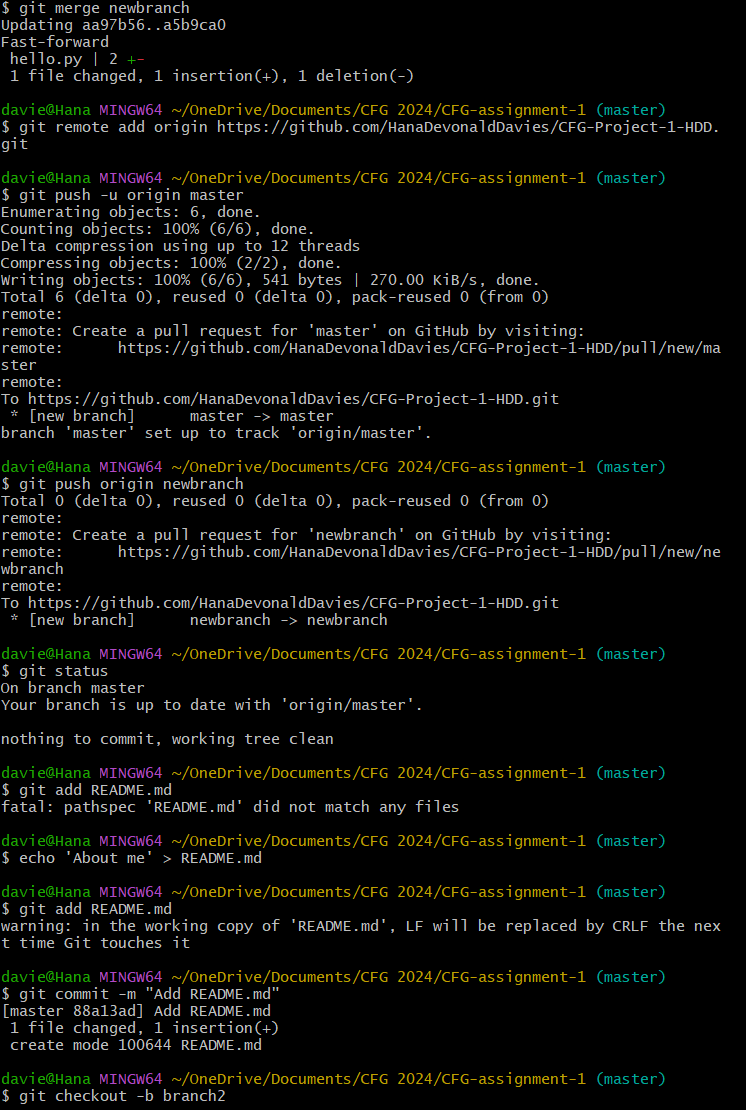 $ git merge newbranch
Updating aa97b56..a5b9ca0
Fast-forward
 hello.py | 2 +-
 1 file changed, 1 insertion(+), 1 deletion(-)

davie@Hana MINGW64 ~/OneDrive/Documents/CFG 2024/CFG-assignment-1 (master)
$ git remote add origin https://github.com/HanaDevonaldDavies/CFG-Project-1-HDD.
git

davie@Hana MINGW64 ~/OneDrive/Documents/CFG 2024/CFG-assignment-1 (master)
$ git push -u origin master
Enumerating objects: 6, done.
Counting objects: 100% (6/6), done.
Delta compression using up to 12 threads
Compressing objects: 100% (2/2), done.
Writing objects: 100% (6/6), 541 bytes | 270.00 KiB/s, done.
Total 6 (delta 0), reused 0 (delta 0), pack-reused 0 (from 0)
remote:
remote: Create a pull request for 'master' on GitHub by visiting:
remote:      https://github.com/HanaDevonaldDavies/CFG-Project-1-HDD/pull/new/ma
ster
remote:
To https://github.com/HanaDevonaldDavies/CFG-Project-1-HDD.git
 * [new branch]      master -> master
branch 'master' set up to track 'origin/master'.

davie@Hana MINGW64 ~/OneDrive/Documents/CFG 2024/CFG-assignment-1 (master)
$ git push origin newbranch
Total 0 (delta 0), reused 0 (delta 0), pack-reused 0 (from 0)
remote:
remote: Create a pull request for 'newbranch' on GitHub by visiting:
remote:      https://github.com/HanaDevonaldDavies/CFG-Project-1-HDD/pull/new/ne
wbranch
remote:
To https://github.com/HanaDevonaldDavies/CFG-Project-1-HDD.git
 * [new branch]      newbranch -> newbranch

davie@Hana MINGW64 ~/OneDrive/Documents/CFG 2024/CFG-assignment-1 (master)
$ git status
On branch master
Your branch is up to date with 'origin/master'.

nothing to commit, working tree clean

davie@Hana MINGW64 ~/OneDrive/Documents/CFG 2024/CFG-assignment-1 (master)
$ git add README.md
fatal: pathspec 'README.md' did not match any files

davie@Hana MINGW64 ~/OneDrive/Documents/CFG 2024/CFG-assignment-1 (master)
$ echo 'About me' > README.md

davie@Hana MINGW64 ~/OneDrive/Documents/CFG 2024/CFG-assignment-1 (master)
$ git add README.md
warning: in the working copy of 'README.md', LF will be replaced by CRLF the nex
t time Git touches it

davie@Hana MINGW64 ~/OneDrive/Documents/CFG 2024/CFG-assignment-1 (master)
$ git commit -m "Add README.md"
[master 88a13ad] Add README.md
 1 file changed, 1 insertion(+)
 create mode 100644 README.md

davie@Hana MINGW64 ~/OneDrive/Documents/CFG 2024/CFG-assignment-1 (master)
$ git checkout -b branch2